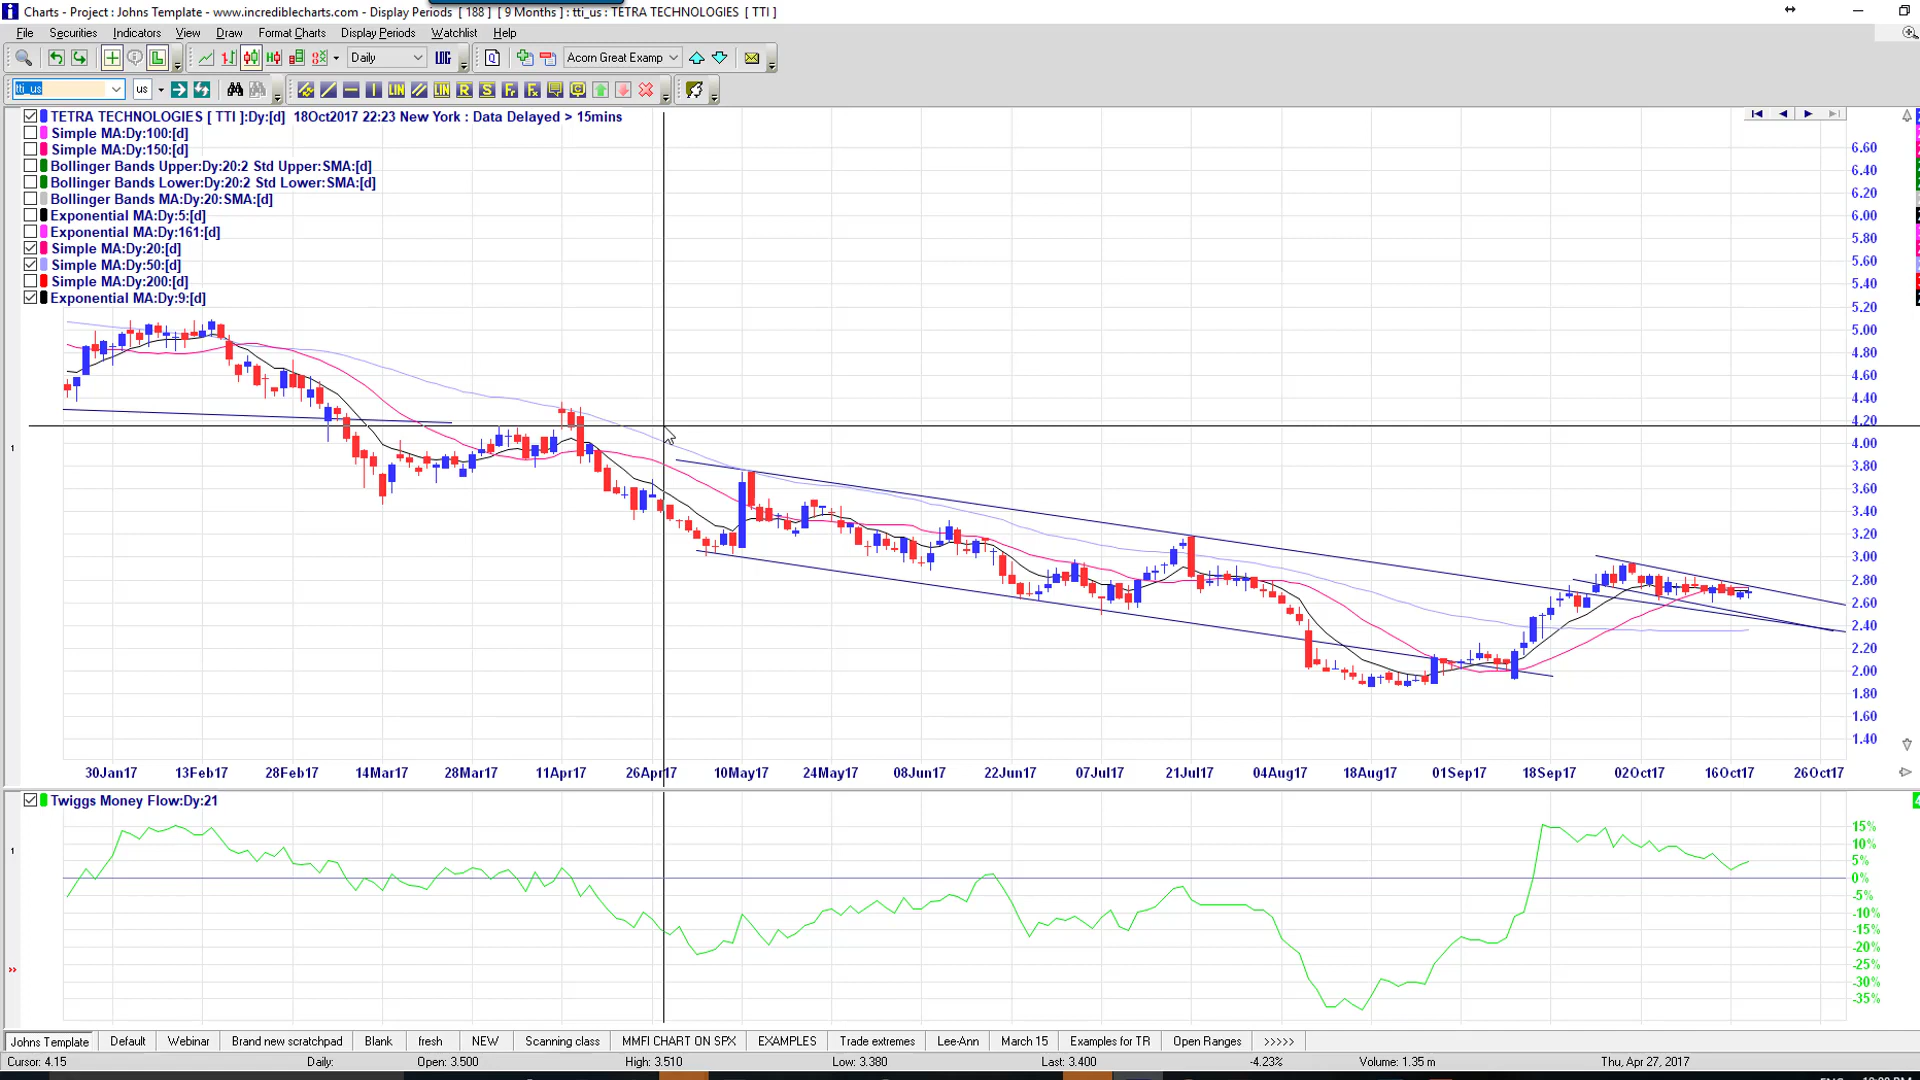 Charts - Project : Johns Template - www.incrediblecharts.com - Display Periods [ 188 ] [ 9 Months ] : tti_us : TETRA TECHNOLOGIES [ TTI ]
File Securities Indicators View Draw Format Charts Display Periods Watchlist Help
Daily LOG Q Acorn Great Examp
tti_us us LIN LIN R S
TETRA TECHNOLOGIES [ TTI ]:Dy:[d] 18Oct2017 22:23 New York : Data Delayed > 15mins
Simple MA:Dy:100:[d]
Simple MA:Dy:150:[d]
Bollinger Bands Upper:Dy:20:2 Std Upper:SMA:[d]
Bollinger Bands Lower:Dy:20:2 Std Lower:SMA:[d]
Bollinger Bands MA:Dy:20:SMA:[d]
Exponential MA:Dy:5:[d]
Exponential MA:Dy:161:[d]
Simple MA:Dy:20:[d]
Simple MA:Dy:50:[d]
Simple MA:Dy:200:[d]
Exponential MA:Dy:9:[d]
6.60
6.40
6.20
6.00
5.80
5.60
5.40
5.20
5.00
4.80
4.60
4.40
4.20
4.00
3.80
3.60
3.40
3.20
3.00
2.80
2.60
2.40
2.20
2.00
1.80
1.60
1.40
1
30Jan17 13Feb17 28Feb17 14Mar17 28Mar17 11Apr17 26Apr17 10May17 24May17 08Jun17 22Jun17 07Jul17 21Jul17 04Aug17 18Aug17 01Sep17 18Sep17 02Oct17 16Oct17 26Oct17
Twiggs Money Flow:Dy:21
1
15%
10%
5%
0%
-5%
-10%
-15%
-20%
-25%
-30%
-35%
»
Johns Template Default Webinar Brand new scratchpad Blank fresh NEW Scanning class MMFI CHART ON SPX EXAMPLES Trade extremes Lee-Ann March 15 Examples for TR Open Ranges >>>>>
Cursor: 4.15 Daily: Open: 3.500 High: 3.510 Low: 3.380 Last: 3.400 -4.23% Volume: 1.35 m Thu, Apr 27, 2017